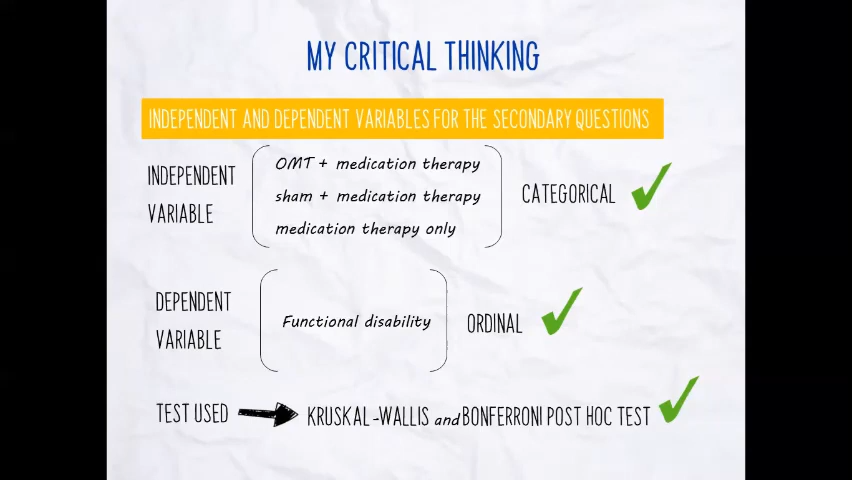 MY CRITICAL THINKING
INDEPENDENT AND DEPENDENT VARIABLES FOR THE SECONDARY QUESTIONS
INDEPENDENT
VARIABLE
OMT + medication therapy
sham + medication therapy
medication therapy only
CATEGORICAL
DEPENDENT
VARIABLE
Functional disability
ORDINAL
TEST USED
KRUSKAL-WALLIS and BONFERRONI POST HOC TEST